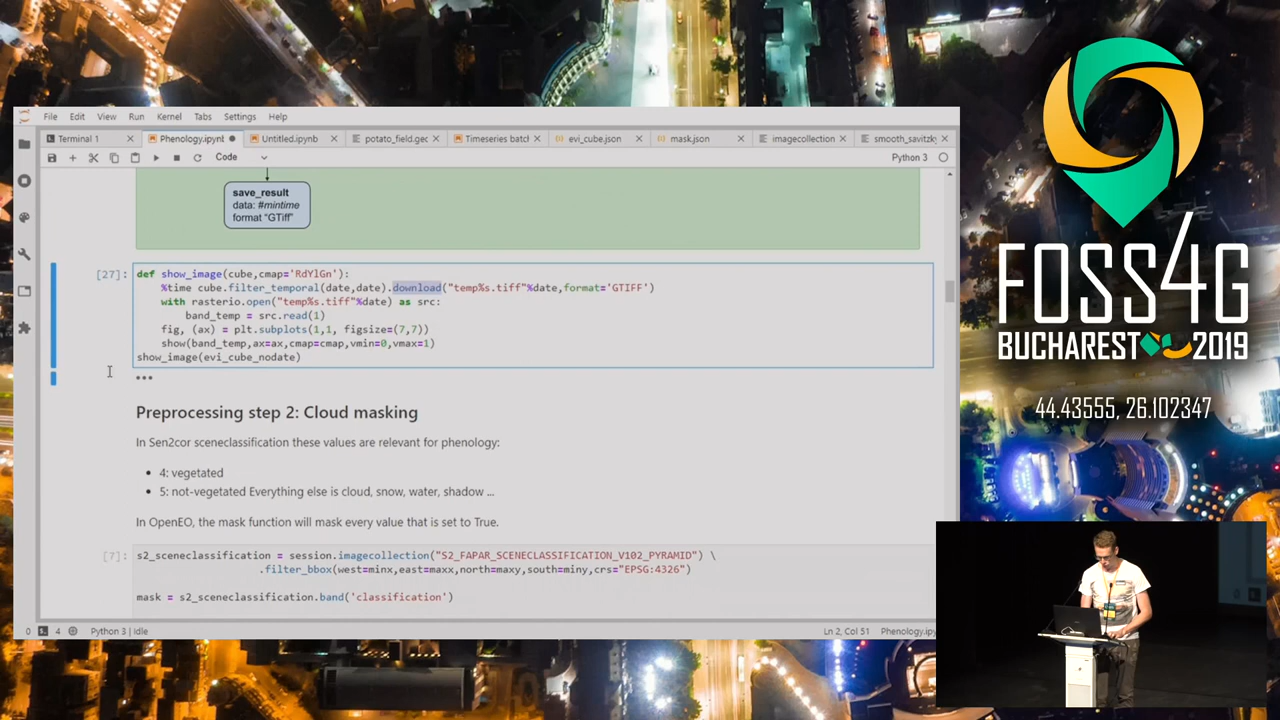 File Edit View Run Kernel Tabs Settings Help
Terminal 1
Phenology.ipynb
Untitled.ipynb
potato_field.geo
Timeseries batch
evi_cube.json
mask.json
imagecollection
smooth_savitzky
Code
Python 3
save_result
data: #mintime
format "GTiff"
[27]:
def show_image(cube,cmap='RdYlGn'):
%time cube.filter_temporal(date,date).download("temp%s.tiff"%date,format='GTIFF')
with rasterio.open("temp%s.tiff"%date) as src:
band_temp = src.read(1)
fig, (ax) = plt.subplots(1,1, figsize=(7,7))
show(band_temp,ax=ax,cmap=cmap,vmin=0,vmax=1)
show_image(evi_cube_nodate)
Preprocessing step 2: Cloud masking
In Sen2cor sceneclassification these values are relevant for phenology:
• 4: vegetated
• 5: not-vegetated Everything else is cloud, snow, water, shadow ...
In OpenEO, the mask function will mask every value that is set to True.
[7]:
s2_sceneclassification = session.imagecollection("S2_FAPAR_SCENECLASSIFICATION_V102_PYRAMID") \
.filter_bbox(west=minx,east=maxx,north=maxy,south=miny,crs="EPSG:4326")
mask = s2_sceneclassification.band('classification')
0 4 Python 3 | Idle
Ln 2, Col 51 Phenology.ipy
FOSS4G
BUCHAREST 2019
44.43555, 26.102347